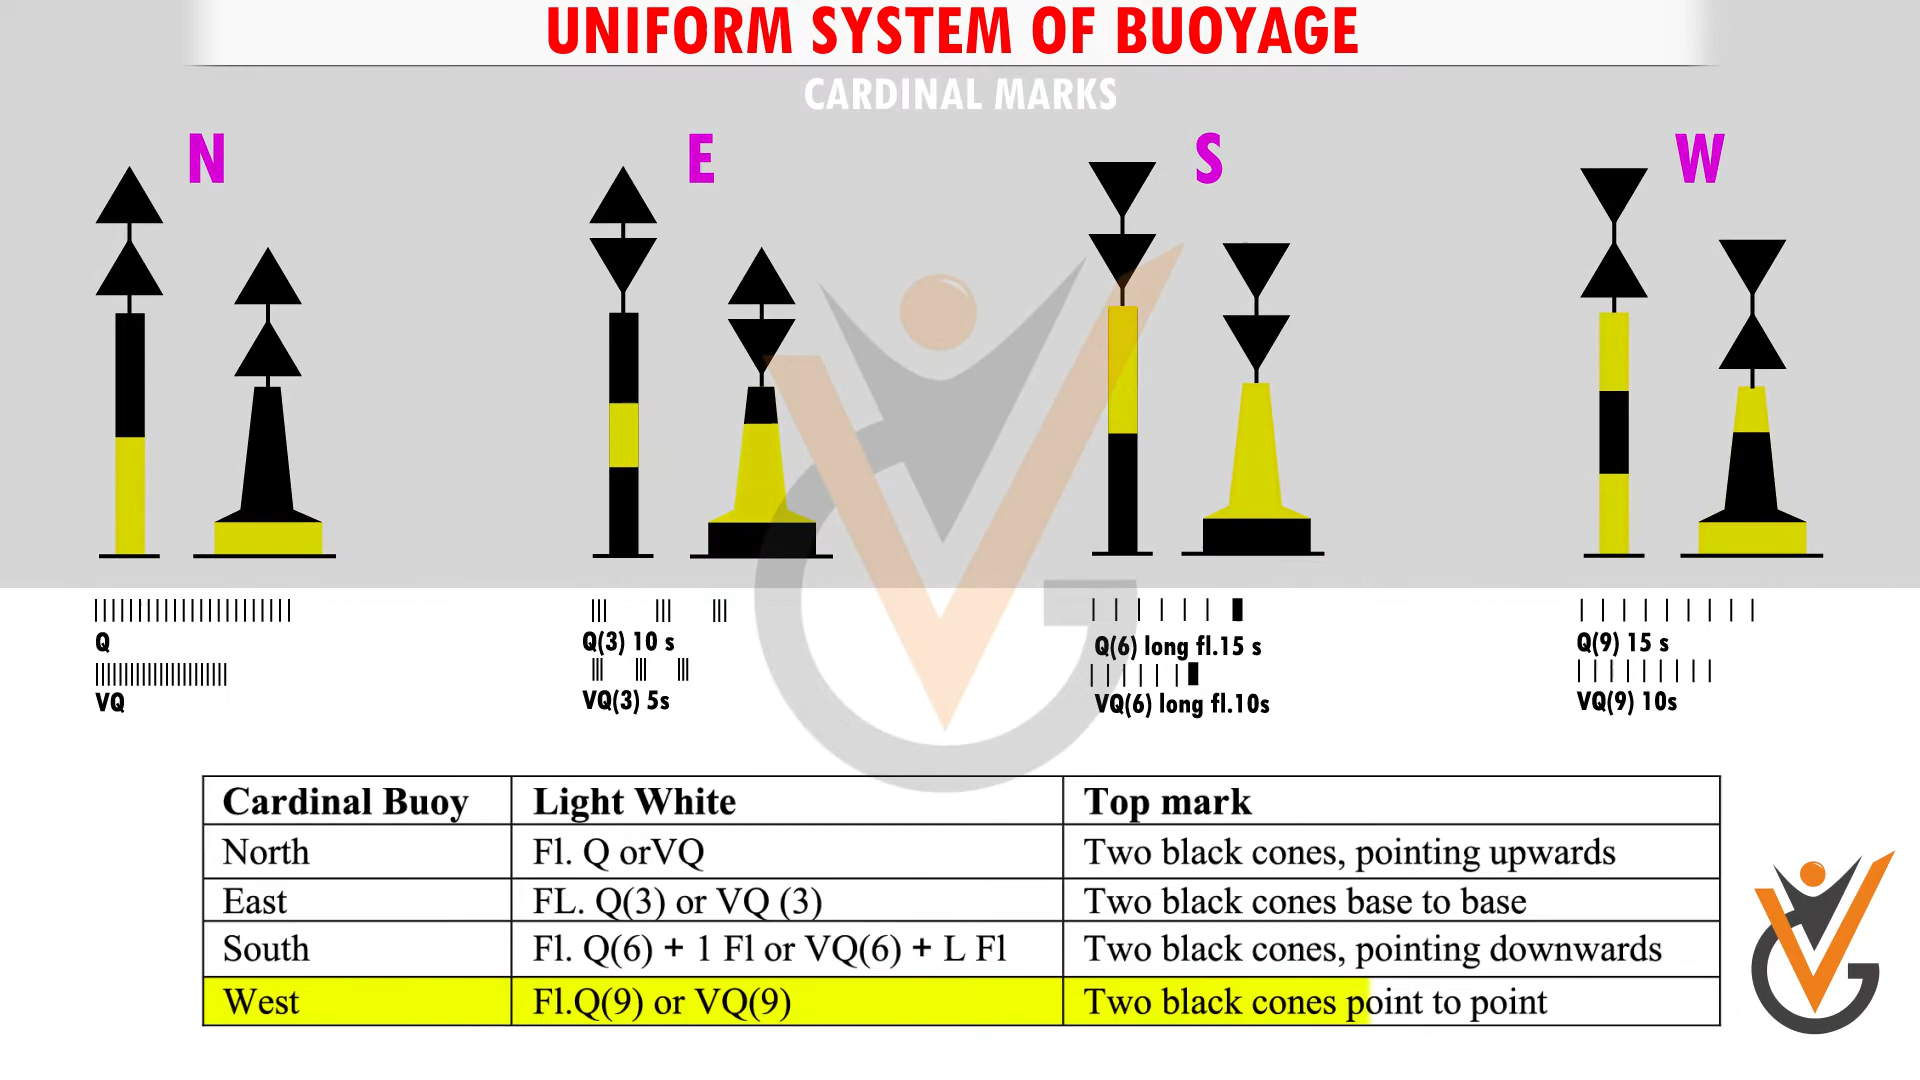 UNIFORM SYSTEM OF BUOYAGE
CARDINAL MARKS
N E S W
Q
VQ
Q(3) 10 s
VQ(3) 5s
Q(6) long fl.15 s
VQ(6) long fl.10s
Q(9) 15 s
VQ(9) 10s
Cardinal Buoy Light White Top mark
North Fl. Q orVQ Two black cones, pointing upwards
East FL. Q(3) or VQ (3) Two black cones base to base
South Fl. Q(6) + 1 Fl or VQ(6) + L Fl Two black cones, pointing downwards
West Fl.Q(9) or VQ(9) Two black cones point to point